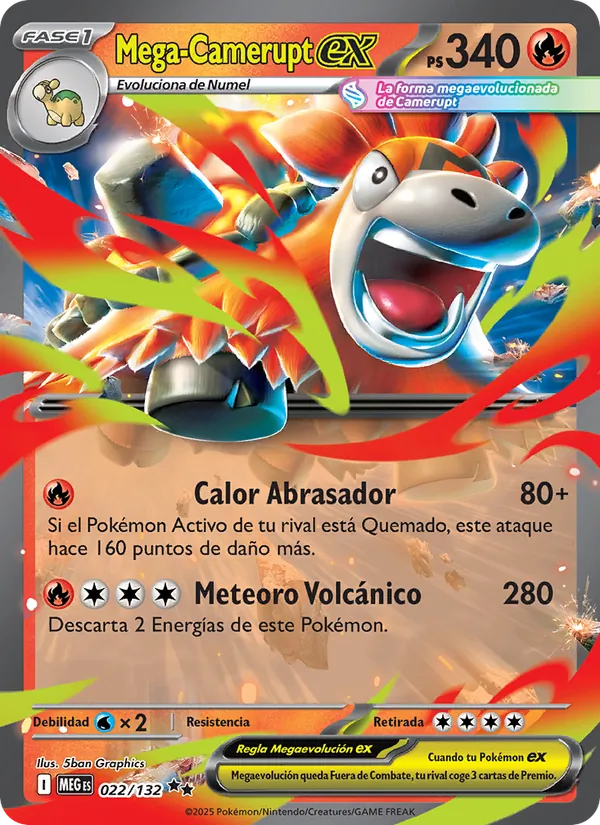 FASE 1
Mega-Camerupt ex
PS 340
Evoluciona de Numel
La forma megaevolucionada
de Camerupt
Calor Abrasador 80+
Si el Pokémon Activo de tu rival está Quemado, este ataque
hace 160 puntos de daño más.
Meteoro Volcánico 280
Descarta 2 Energías de este Pokémon.
Debilidad ×2 Resistencia Retirada
Ilus. 5ban Graphics
Regla Megaevolución ex Cuando tu Pokémon ex
Megaevolución queda Fuera de Combate, tu rival coge 3 cartas de Premio.
I MEG ES 022/132
©2025 Pokémon/Nintendo/Creatures/GAME FREAK